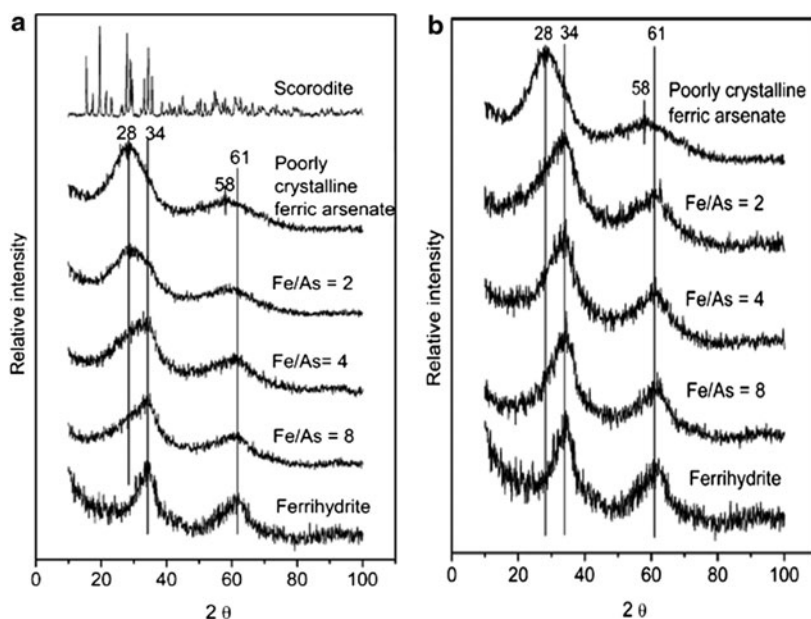 a
Scorodite
28
34
61
58
Poorly
crystalline
ferric arsenate
Fe/As = 2
Fe/As= 4
Fe/As = 8
Ferrihydrite
Relative intensity
0 20 40 60 80 100
2 θ
b
28 34 61
58
Poorly crystalline
ferric arsenate
Fe/As = 2
Fe/As = 4
Fe/As = 8
Ferrihydrite
Relative intensity
0 20 40 60 80 100
2 θ